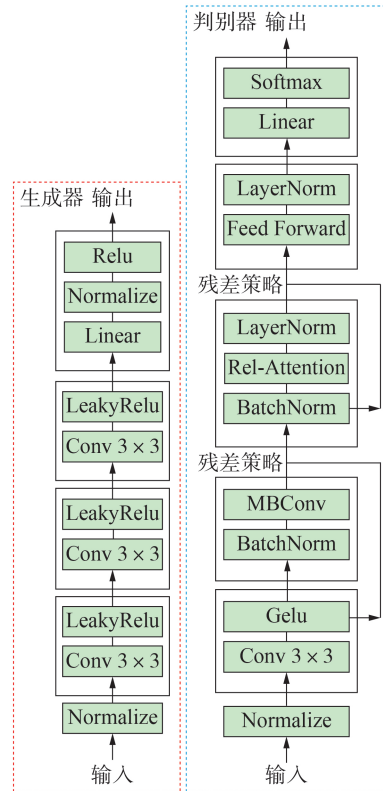 生成器 输出
Relu
Normalize
Linear
LeakyRelu
Conv 3 × 3
LeakyRelu
Conv 3 × 3
LeakyRelu
Conv 3 × 3
Normalize
输入
判别器 输出
Softmax
Linear
LayerNorm
Feed Forward
残差策略
LayerNorm
Rel-Attention
BatchNorm
残差策略
MBConv
BatchNorm
Gelu
Conv 3 × 3
Normalize
输入